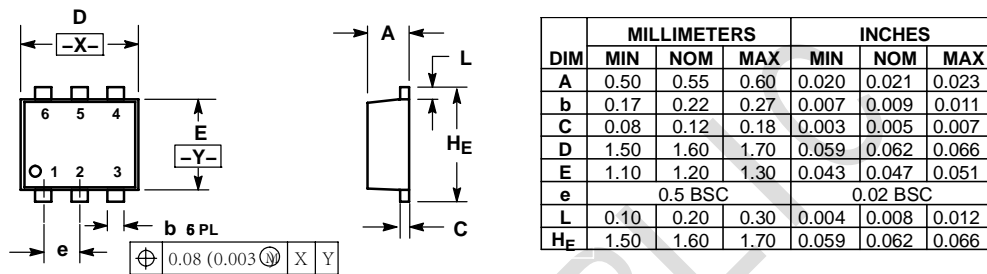 D
–X–
A
L
6 5 4
E
–Y–
HE
1 2 3
b 6 PL
C
e
0.08 (0.003 Ⓜ X Y
MILLIMETERS INCHES
DIM MIN NOM MAX MIN NOM MAX
A 0.50 0.55 0.60 0.020 0.021 0.023
b 0.17 0.22 0.27 0.007 0.009 0.011
C 0.08 0.12 0.18 0.003 0.005 0.007
D 1.50 1.60 1.70 0.059 0.062 0.066
E 1.10 1.20 1.30 0.043 0.047 0.051
e 0.5 BSC 0.02 BSC
L 0.10 0.20 0.30 0.004 0.008 0.012
HE 1.50 1.60 1.70 0.059 0.062 0.066